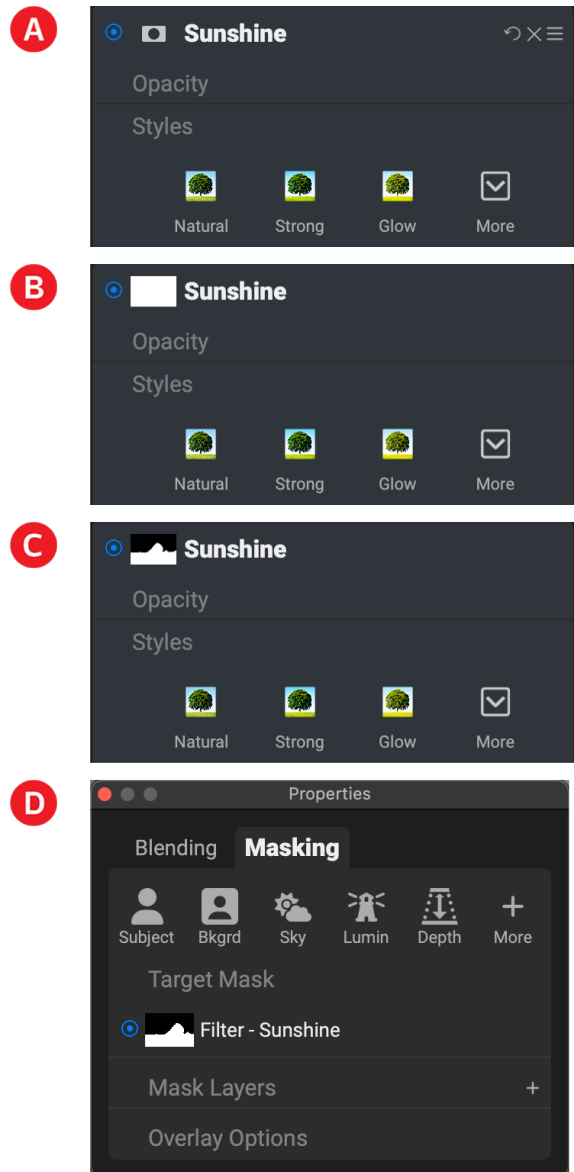 A
Sunshine
Opacity
Styles
Natural Strong Glow More
B
Sunshine
Opacity
Styles
Natural Strong Glow More
C
Sunshine
Opacity
Styles
Natural Strong Glow More
D
Properties
Blending Masking
Subject Bkgrd Sky Lumin Depth More
Target Mask
Filter - Sunshine
Mask Layers +
Overlay Options